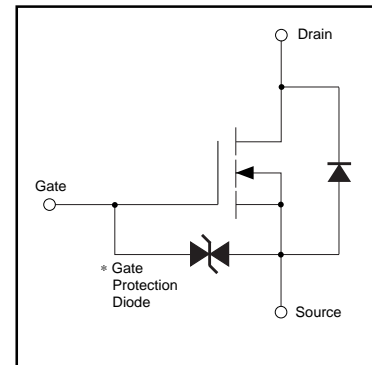 Drain
Gate
* Gate
Protection
Diode
Source